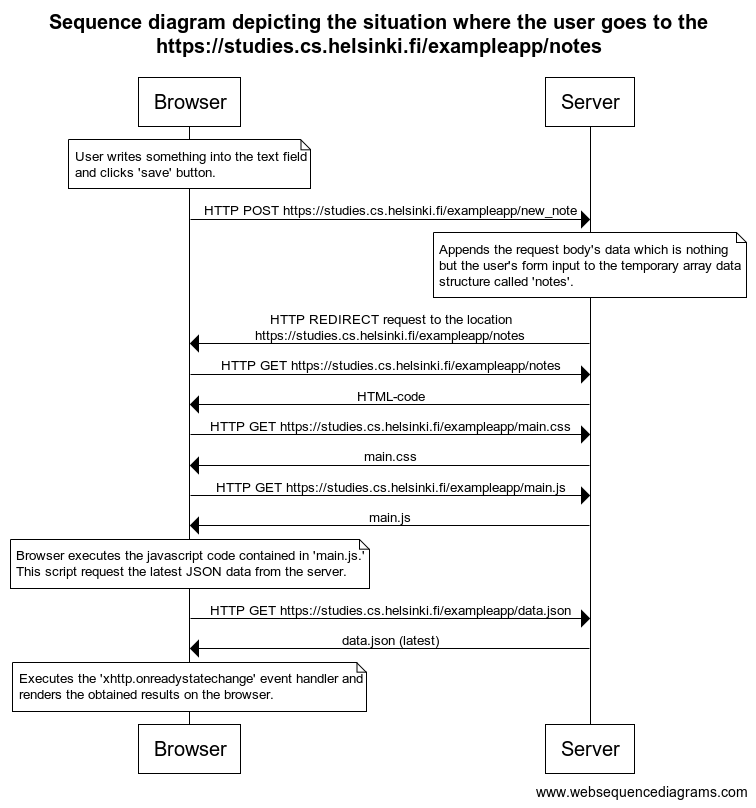 Sequence diagram depicting the situation where the user goes to the
https://studies.cs.helsinki.fi/exampleapp/notes
Browser
Server
User writes something into the text field
and clicks 'save' button.
HTTP POST https://studies.cs.helsinki.fi/exampleapp/new_note
Appends the request body's data which is nothing
but the user's form input to the temporary array data
structure called 'notes'.
HTTP REDIRECT request to the location
https://studies.cs.helsinki.fi/exampleapp/notes
HTTP GET https://studies.cs.helsinki.fi/exampleapp/notes
HTML-code
HTTP GET https://studies.cs.helsinki.fi/exampleapp/main.css
main.css
HTTP GET https://studies.cs.helsinki.fi/exampleapp/main.js
main.js
Browser executes the javascript code contained in 'main.js.'
This script request the latest JSON data from the server.
HTTP GET https://studies.cs.helsinki.fi/exampleapp/data.json
data.json (latest)
Executes the 'xhttp.onreadystatechange' event handler and
renders the obtained results on the browser.
Browser
Server
www.websequencediagrams.com